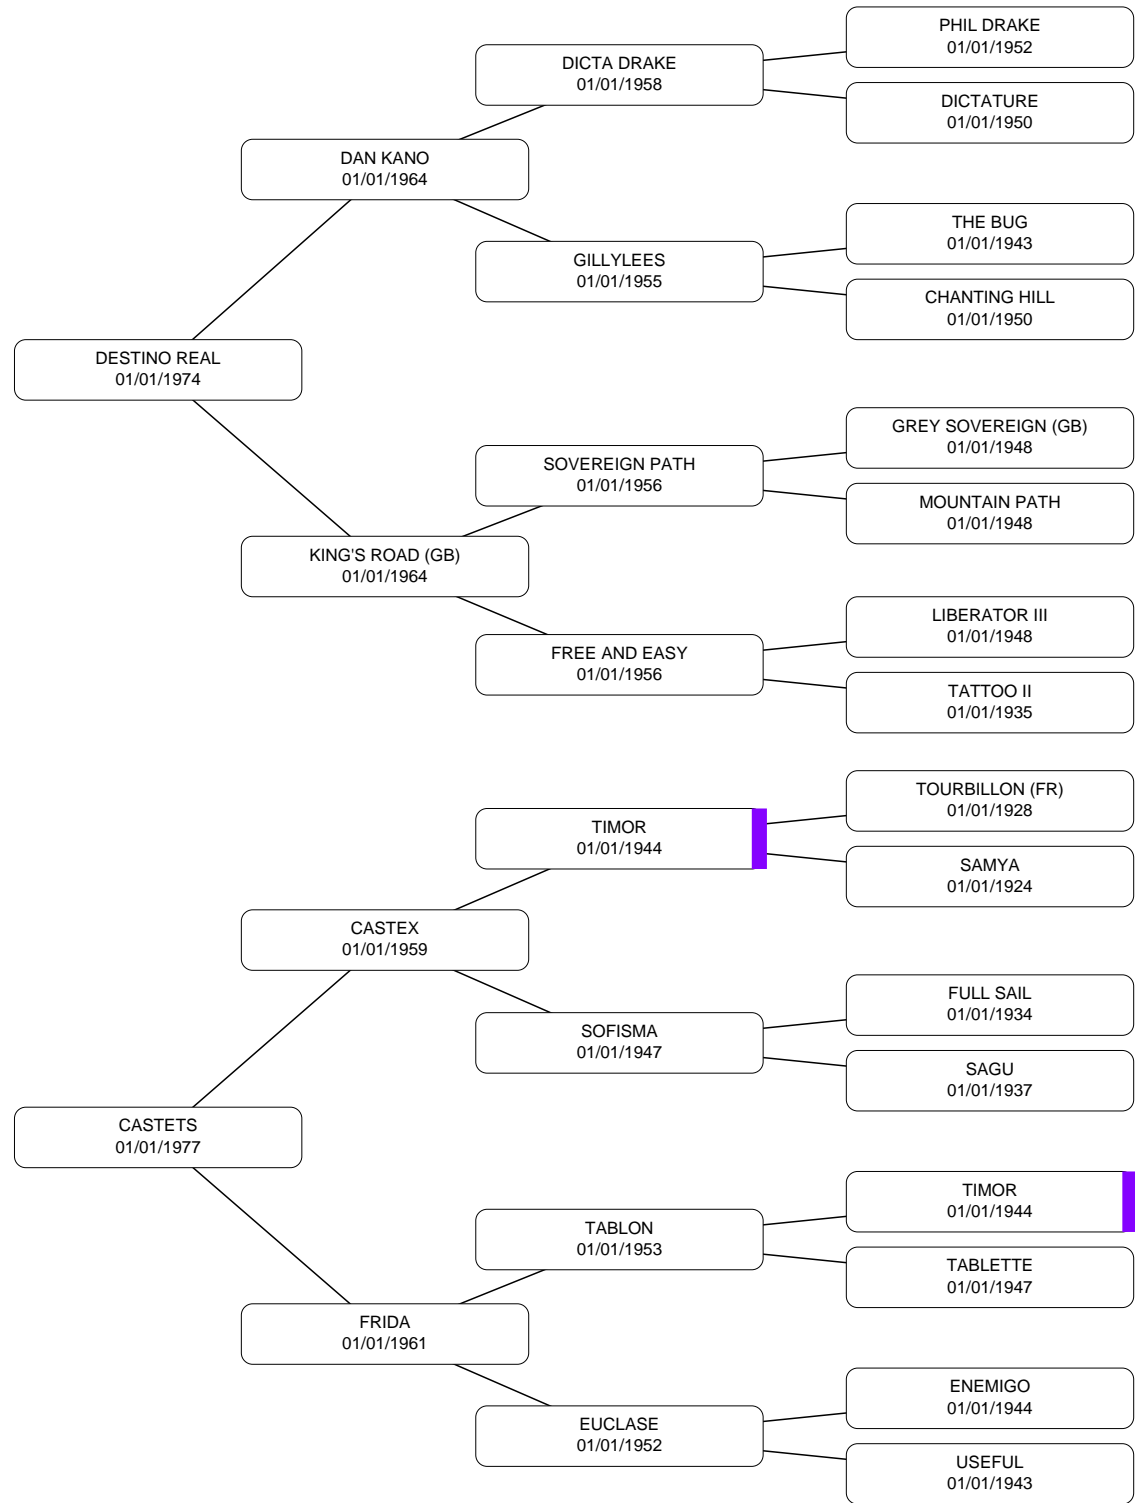 PHIL DRAKE
01/01/1952
DICTA DRAKE
01/01/1958
DICTATURE
01/01/1950
DAN KANO
01/01/1964
THE BUG
01/01/1943
GILLYLEES
01/01/1955
CHANTING HILL
01/01/1950
DESTINO REAL
01/01/1974
GREY SOVEREIGN (GB)
01/01/1948
SOVEREIGN PATH
01/01/1956
MOUNTAIN PATH
01/01/1948
KING'S ROAD (GB)
01/01/1964
LIBERATOR III
01/01/1948
FREE AND EASY
01/01/1956
TATTOO II
01/01/1935
TOURBILLON (FR)
01/01/1928
TIMOR
01/01/1944
SAMYA
01/01/1924
CASTEX
01/01/1959
FULL SAIL
01/01/1934
SOFISMA
01/01/1947
SAGU
01/01/1937
CASTETS
01/01/1977
TIMOR
01/01/1944
TABLON
01/01/1953
TABLETTE
01/01/1947
FRIDA
01/01/1961
ENEMIGO
01/01/1944
EUCLASE
01/01/1952
USEFUL
01/01/1943